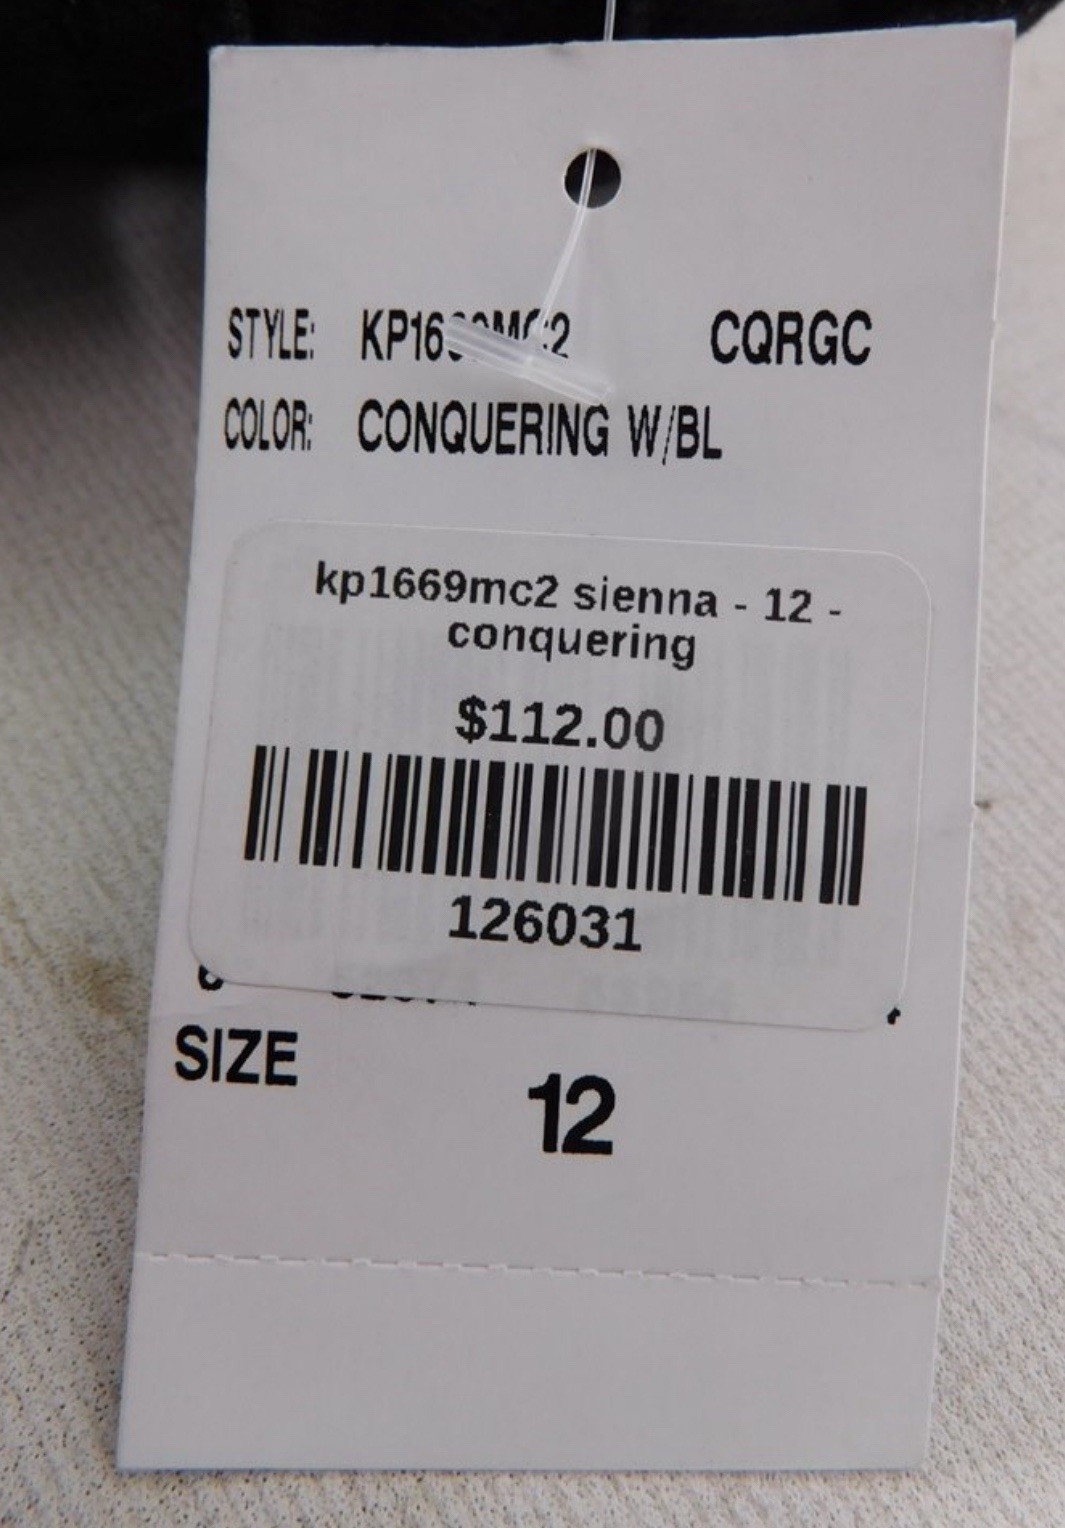 STYLE: CQRGC
COLOR: CONQUERING W/BL
kp1669mc2 sienna - 12 -
conquering
$112.00
126031
SIZE
12